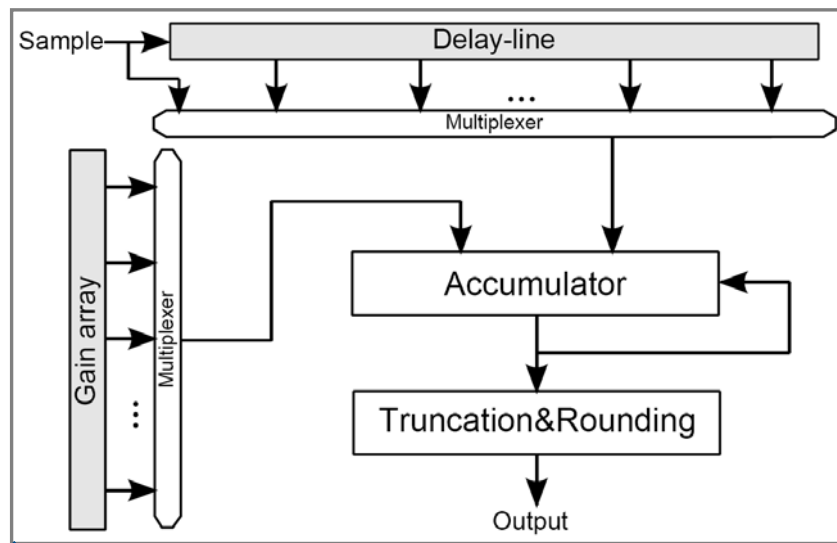 Sample
Delay-line
...
Multiplexer
Gain array
Multiplexer
...
Accumulator
Truncation&Rounding
Output